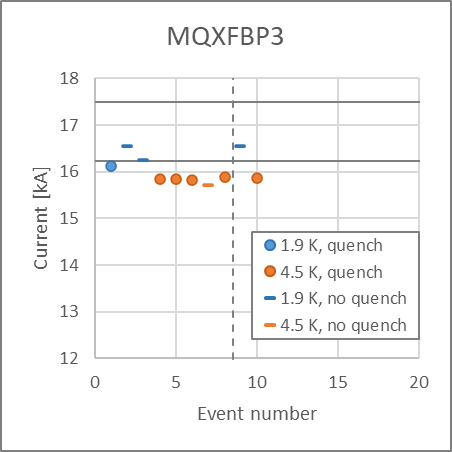 MQXFBP3
18
17
16
15
14
13
12
Current [kA]
1.9 K, quench
4.5 K, quench
1.9 K, no quench
4.5 K, no quench
0 5 10 15 20
Event number